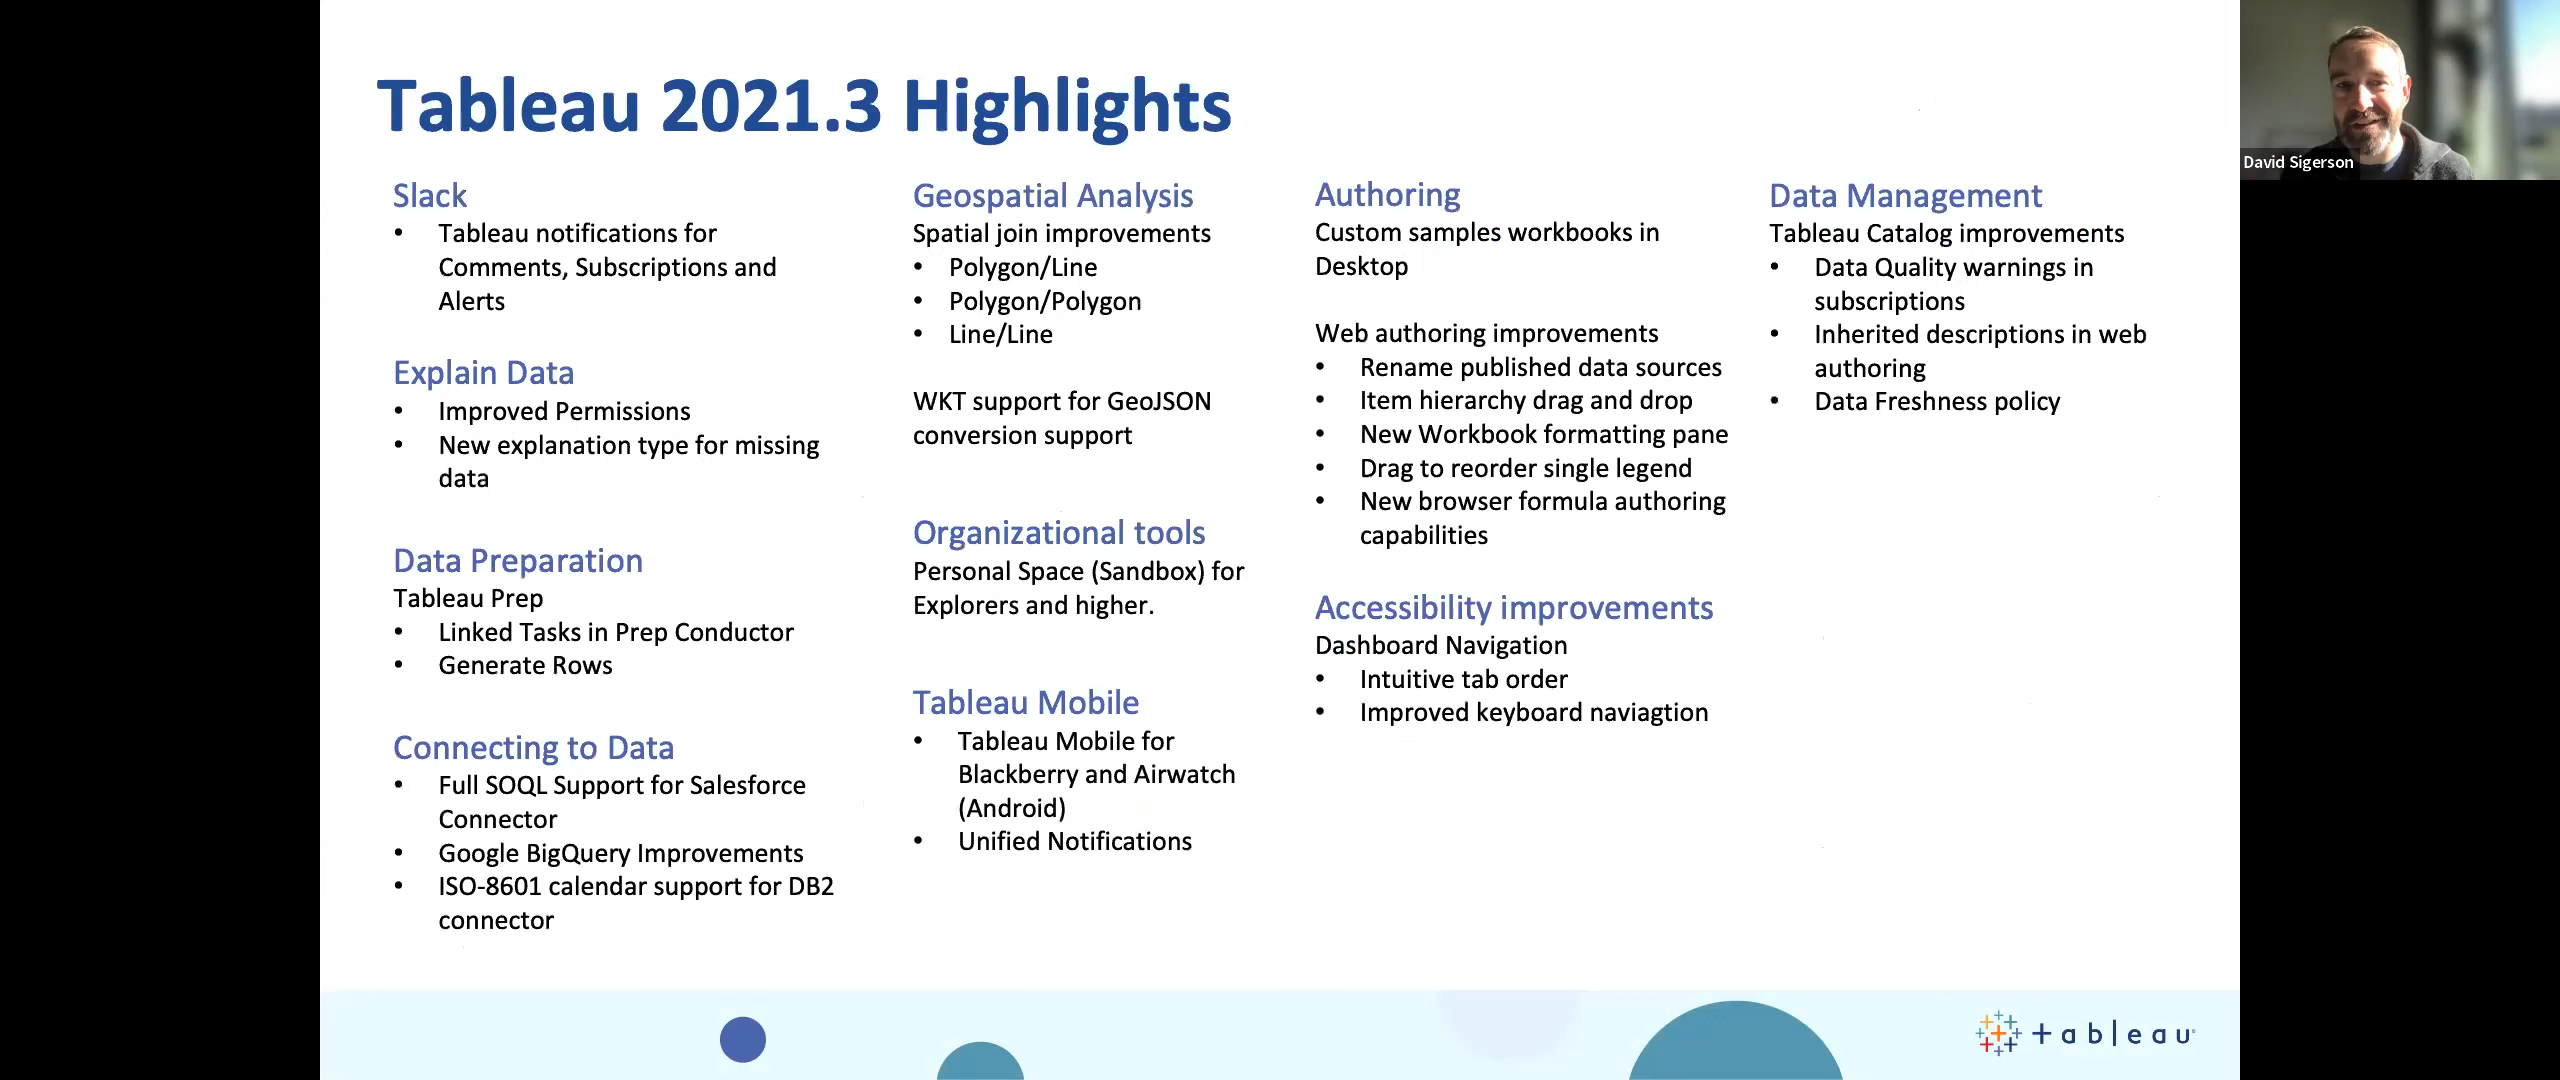 Tableau 2021.3 Highlights
Slack
• Tableau notifications for
Comments, Subscriptions and
Alerts
Explain Data
• Improved Permissions
• New explanation type for missing
data
Data Preparation
Tableau Prep
• Linked Tasks in Prep Conductor
• Generate Rows
Connecting to Data
• Full SOQL Support for Salesforce
Connector
• Google BigQuery Improvements
• ISO-8601 calendar support for DB2
connector
Geospatial Analysis
Spatial join improvements
• Polygon/Line
• Polygon/Polygon
• Line/Line
WKT support for GeoJSON
conversion support
Organizational tools
Personal Space (Sandbox) for
Explorers and higher.
Tableau Mobile
• Tableau Mobile for
Blackberry and Airwatch
(Android)
• Unified Notifications
Authoring
Custom samples workbooks in
Desktop
Web authoring improvements
• Rename published data sources
• Item hierarchy drag and drop
• New Workbook formatting pane
• Drag to reorder single legend
• New browser formula authoring
capabilities
Accessibility improvements
Dashboard Navigation
• Intuitive tab order
• Improved keyboard naviagtion
Data Management
Tableau Catalog improvements
• Data Quality warnings in
subscriptions
• Inherited descriptions in web
authoring
• Data Freshness policy
David Sigerson
+ableau